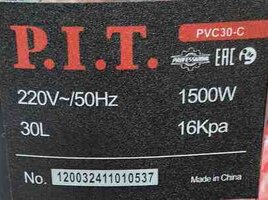 P.I.T.
PVC30-C
PROFESSIONAL
EAC
220V~/50Hz 1500W
30L 16Kpa
No. 120032411010537
Made in China